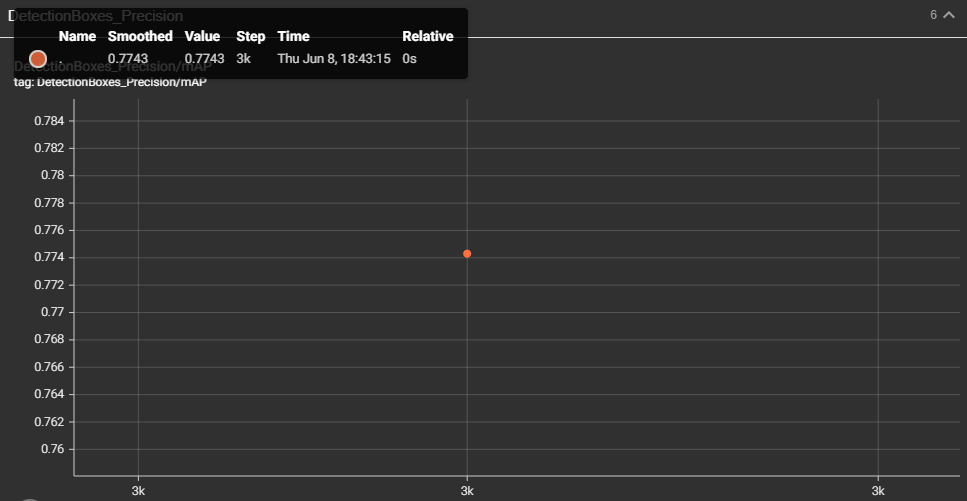 DetectionBoxes_Precision
6
Name Smoothed Value Step Time Relative
. 0.7743 0.7743 3k Thu Jun 8, 18:43:15 0s
DetectionBoxes_Precision/mAP
tag: DetectionBoxes_Precision/mAP
0.784
0.782
0.78
0.778
0.776
0.774
0.772
0.77
0.768
0.766
0.764
0.762
0.76
3k 3k 3k